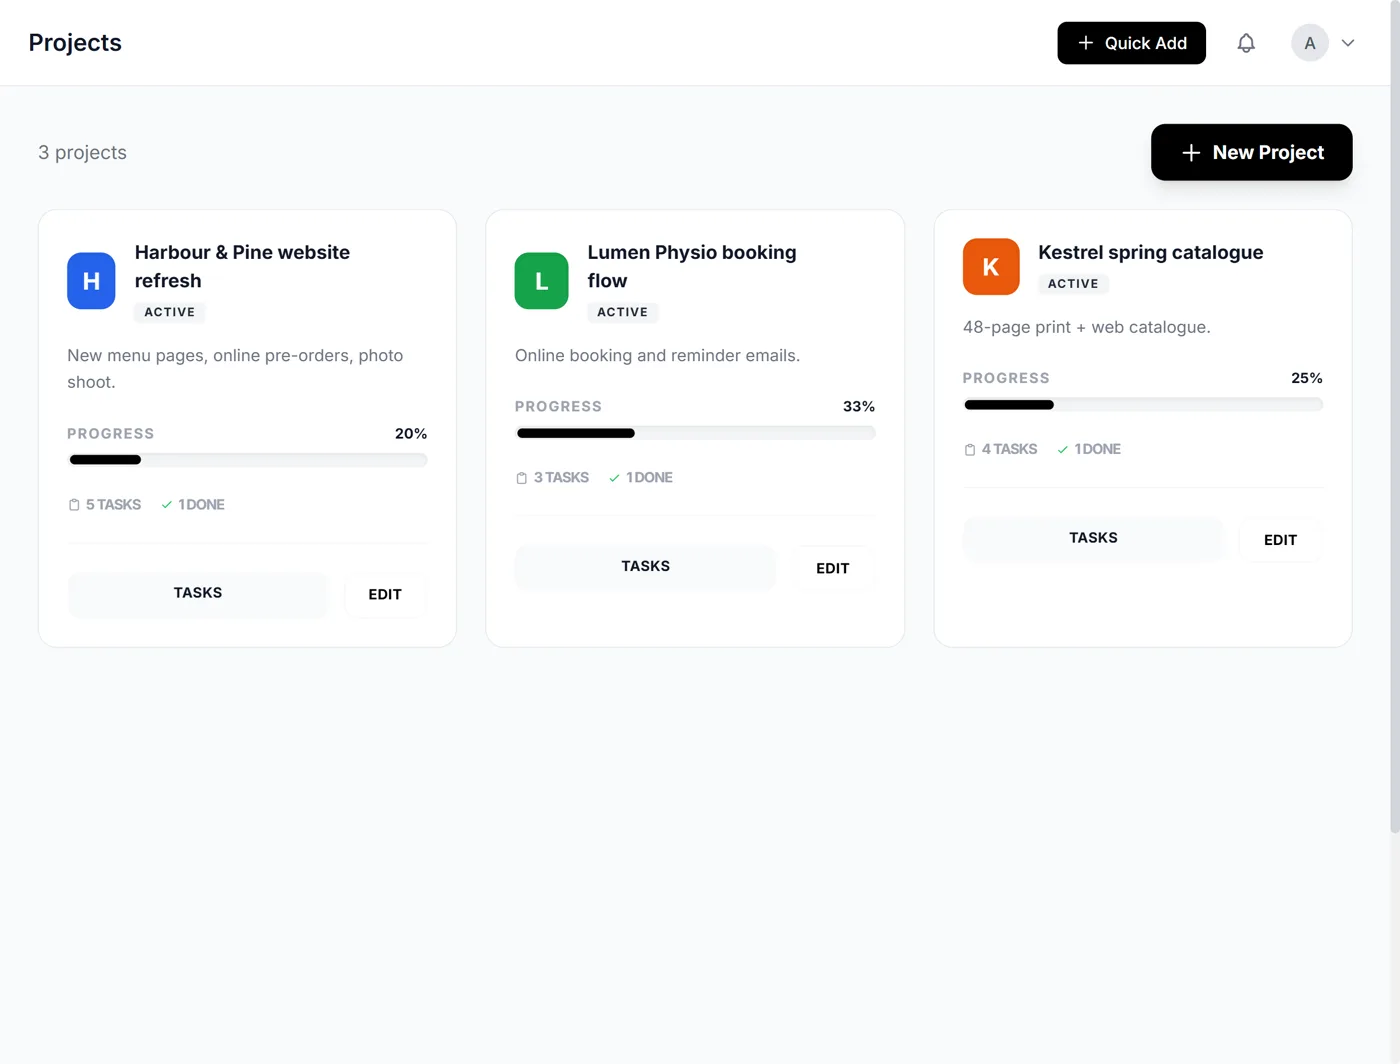 Projects
Quick Add
A
3 projects
New Project
H
Harbour & Pine website
refresh
ACTIVE
New menu pages, online pre-orders, photo
shoot.
PROGRESS 20%
5 TASKS 1 DONE
TASKS EDIT
L
Lumen Physio booking
flow
ACTIVE
Online booking and reminder emails.
PROGRESS 33%
3 TASKS 1 DONE
TASKS EDIT
K
Kestrel spring catalogue
ACTIVE
48-page print + web catalogue.
PROGRESS 25%
4 TASKS 1 DONE
TASKS EDIT